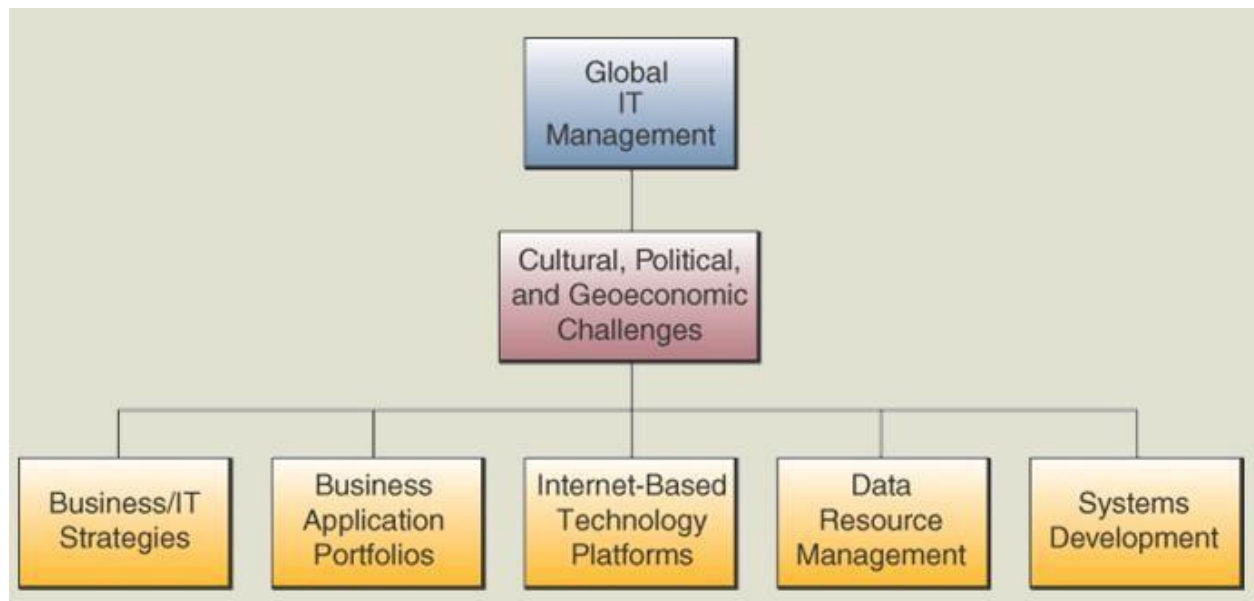 Global
IT
Management
Cultural, Political,
and Geoeconomic
Challenges
Business/IT
Strategies
Business
Application
Portfolios
Internet-Based
Technology
Platforms
Data
Resource
Management
Systems
Development